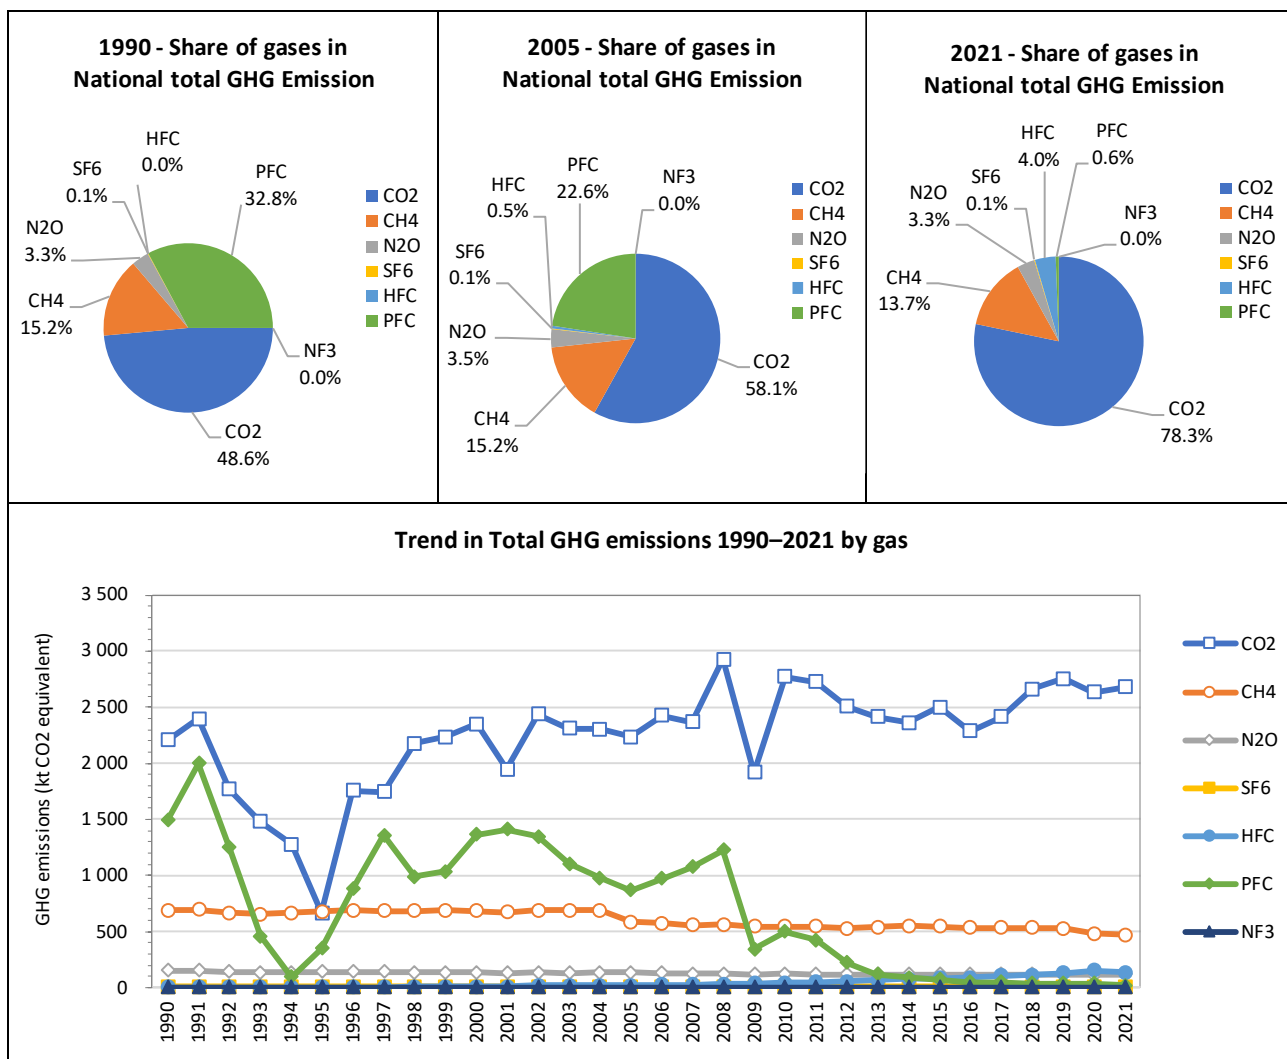 1990 - Share of gases in
National total GHG Emission
HFC
0.0%
PFC
32.8%
SF6
0.1%
N2O
3.3%
CH4
15.2%
NF3
0.0%
CO2
48.6%
CO2
CH4
N2O
SF6
HFC
PFC
2005 - Share of gases in
National total GHG Emission
PFC
22.6%
NF3
0.0%
HFC
0.5%
SF6
0.1%
N2O
3.5%
CH4
15.2%
CO2
58.1%
CO2
CH4
N2O
SF6
HFC
PFC
2021 - Share of gases in
National total GHG Emission
HFC
4.0%
PFC
0.6%
SF6
0.1%
N2O
3.3%
NF3
0.0%
CH4
13.7%
CO2
78.3%
CO2
CH4
N2O
SF6
HFC
PFC
Trend in Total GHG emissions 1990–2021 by gas
GHG emissions (kt CO2 equivalent)
3 500
3 000
2 500
2 000
1 500
1 000
500
0
1990
1991
1992
1993
1994
1995
1996
1997
1998
1999
2000
2001
2002
2003
2004
2005
2006
2007
2008
2009
2010
2011
2012
2013
2014
2015
2016
2017
2018
2019
2020
2021
CO2
CH4
N2O
SF6
HFC
PFC
NF3